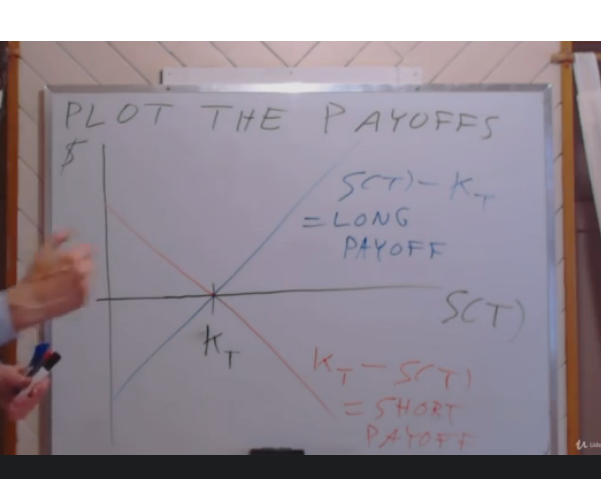 PLOT THE PAYOFFS
$
S(T) - K_T
= LONG
PAYOFF
S(T)
K_T
K_T - S(T)
= SHORT
PAYOFF